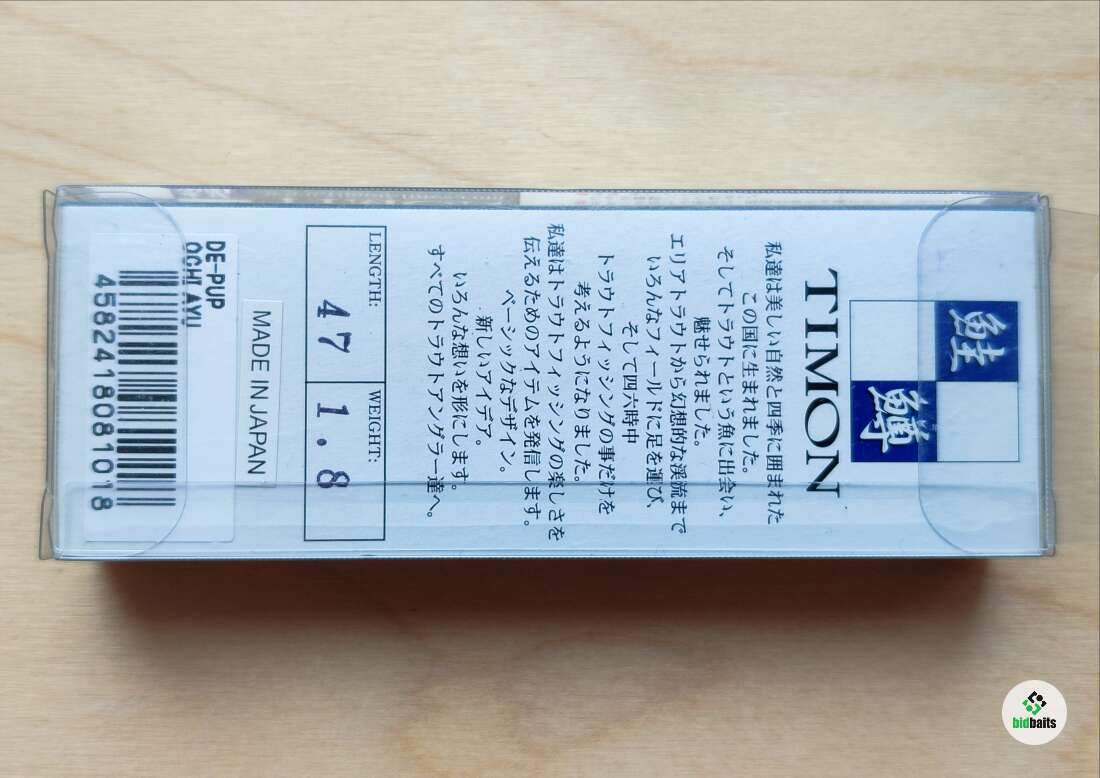 鮭
鱒
TIMON
私達は美しい自然と四季に囲まれた
この国に生まれました。
そしてトラウトという魚に出会い、
魅せられました。
エリアトラウトから幻想的な渓流まで
いろんなフィールドに足を運び、
そして四六時中
トラウトフィッシングの事だけを
考えるようになりました。
私達はトラウトフィッシングの楽しさを
伝えるためのアイテムを発信します。
ベーシックなデザイン。
新しいアイデア。
いろんな想いを形にします。
すべてのトラウトアングラー達へ。
LENGTH: WEIGHT:
47 1.8
MADE IN JAPAN
DE-PUP
OCHI AYU
4582418081018
bidbaits